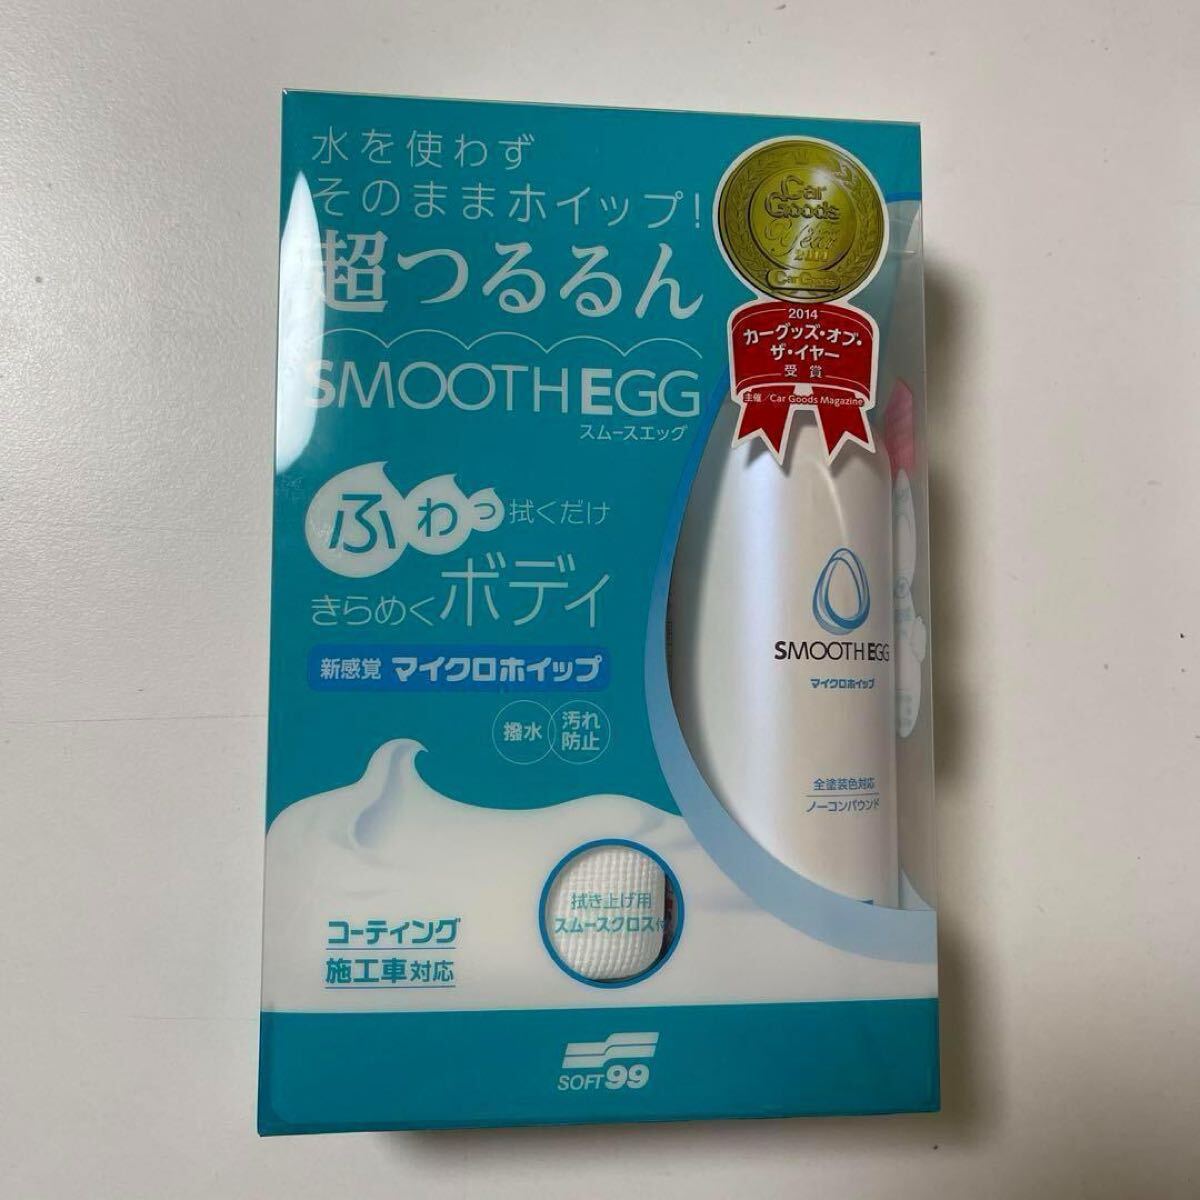 水を使わず
そのままホイップ!
超つるるん
SMOOTH EGG
スムースエッグ
ふわっ拭くだけ
きらめくボディ
新感覚 マイクロホイップ
撥水
汚れ
防止
コーティング
施工車対応
拭き上げ用
スムースクロス付
SOFT99
Car
Goods
of the
Year
Car Goods
2014
カーグッズ・オブ・
ザ・イヤー
受賞
主催/Car Goods Magazine
SMOOTH EGG
マイクロホイップ
全塗装色対応
ノーコンパウンド